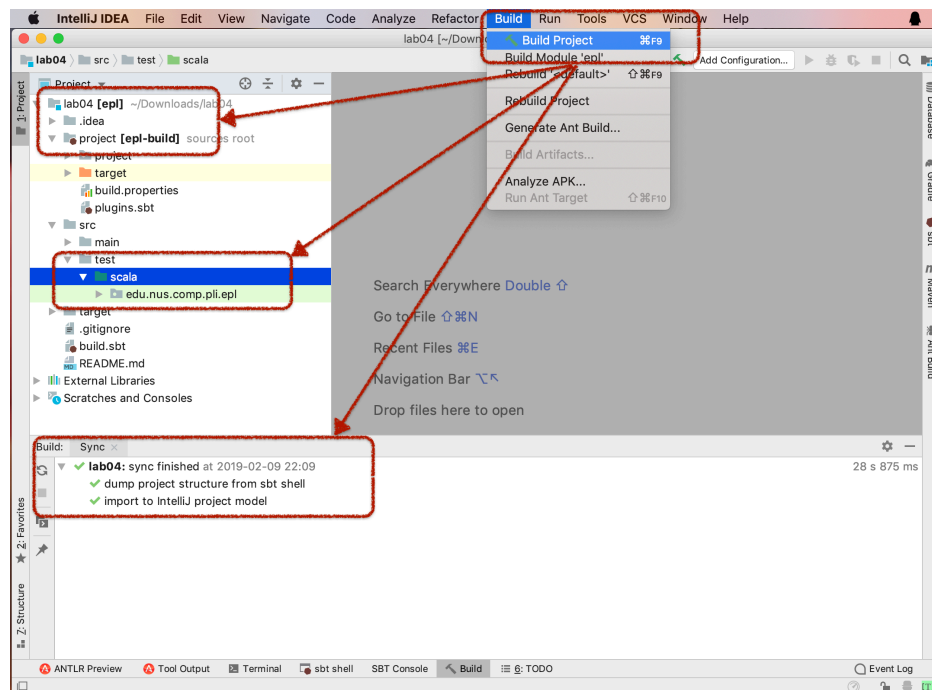 IntelliJ IDEA File Edit View Navigate Code Analyze Refactor Build Run Tools VCS Window Help
lab04 [~/Down
lab04 src test scala
Add Configuration...
Build Project ⌘F9
Build Module 'epl'
Rebuild '<default>' ⇧⌘F9
Rebuild Project
Generate Ant Build...
Build Artifacts...
Analyze APK...
Run Ant Target ⇧⌘F10
1: Project
Project
lab04 [epl] ~/Downloads/lab04
.idea
project [epl-build] sources root
project
target
build.properties
plugins.sbt
src
main
test
scala
edu.nus.comp.pli.epl
target
.gitignore
build.sbt
README.md
External Libraries
Scratches and Consoles
Search Everywhere Double ⇧
Go to File ⇧⌘N
Recent Files ⌘E
Navigation Bar ⌥↖
Drop files here to open
Database
Gradle
sbt
Maven
Ant Build
Build: Sync
lab04: sync finished at 2019-02-09 22:09
28 s 875 ms
dump project structure from sbt shell
import to IntelliJ project model
2: Favorites
Z: Structure
ANTLR Preview Tool Output Terminal sbt shell SBT Console Build 6: TODO Event Log